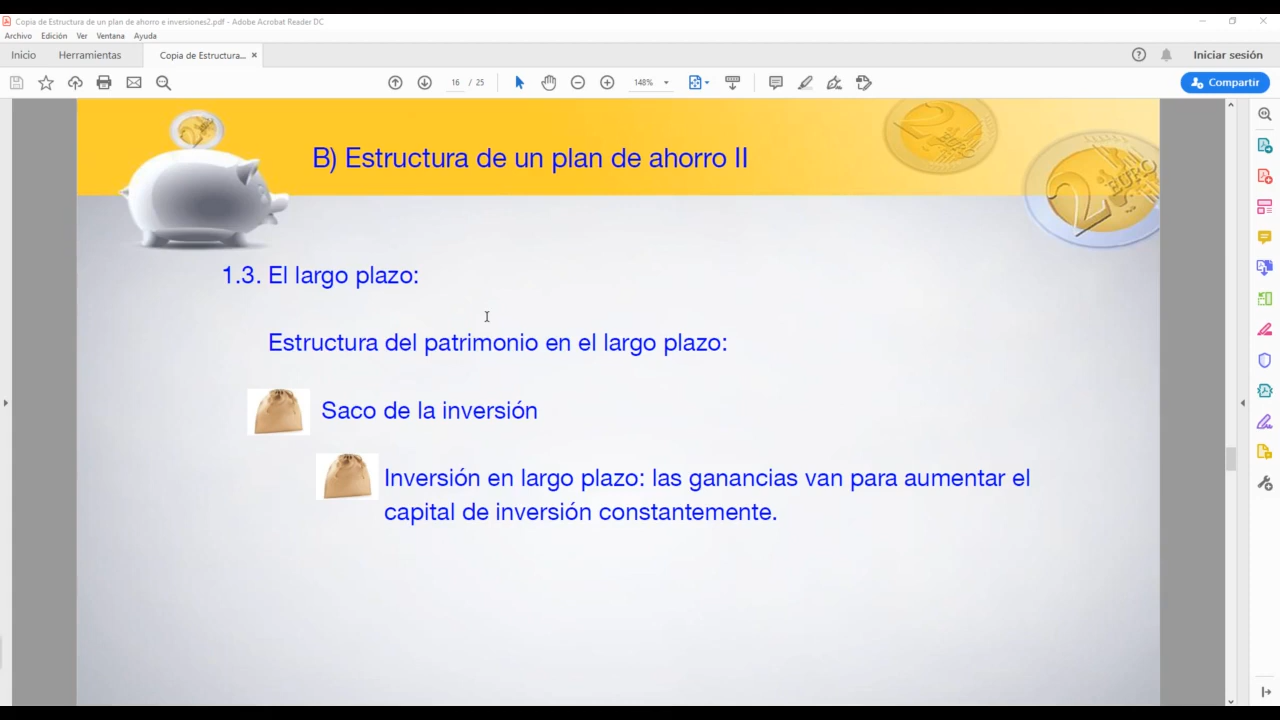 Copia de Estructura de un plan de ahorro e inversiones2.pdf - Adobe Acrobat Reader DC
Archivo Edición Ver Ventana Ayuda
Inicio Herramientas Copia de Estructura... × Iniciar sesión
16 / 25 148% Compartir
B) Estructura de un plan de ahorro II
2 EURO
1.3. El largo plazo:
Estructura del patrimonio en el largo plazo:
Saco de la inversión
Inversión en largo plazo: las ganancias van para aumentar el
capital de inversión constantemente.